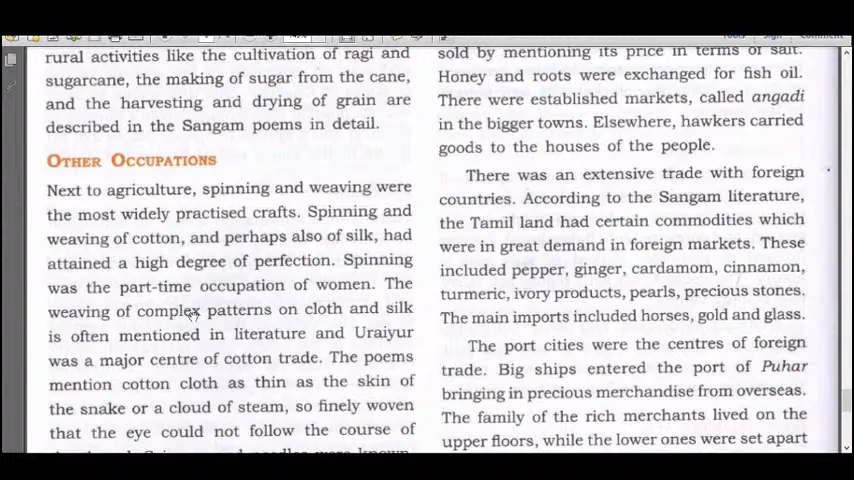 rural activities like the cultivation of ragi and
sugarcane, the making of sugar from the cane,
and the harvesting and drying of grain are
described in the Sangam poems in detail.
OTHER OCCUPATIONS
Next to agriculture, spinning and weaving were
the most widely practised crafts. Spinning and
weaving of cotton, and perhaps also of silk, had
attained a high degree of perfection. Spinning
was the part-time occupation of women. The
weaving of complex patterns on cloth and silk
is often mentioned in literature and Uraiyur
was a major centre of cotton trade. The poems
mention cotton cloth as thin as the skin of
the snake or a cloud of steam, so finely woven
that the eye could not follow the course of
needles were known
sold by mentioning its price in terms of salt.
Honey and roots were exchanged for fish oil.
There were established markets, called angadi
in the bigger towns. Elsewhere, hawkers carried
goods to the houses of the people.
There was an extensive trade with foreign
countries. According to the Sangam literature,
the Tamil land had certain commodities which
were in great demand in foreign markets. These
included pepper, ginger, cardamom, cinnamon,
turmeric, ivory products, pearls, precious stones.
The main imports included horses, gold and glass.
The port cities were the centres of foreign
trade. Big ships entered the port of Puhar
bringing in precious merchandise from overseas.
The family of the rich merchants lived on the
upper floors, while the lower ones were set apart